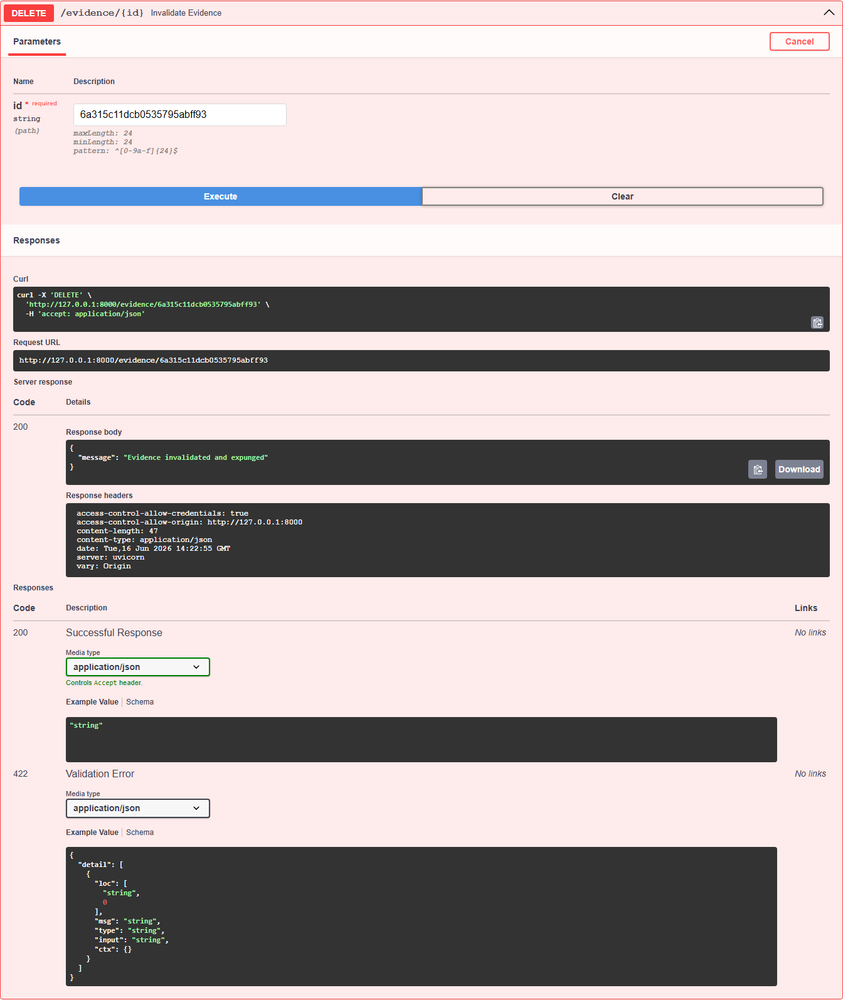 DELETE /evidence/{id} Invalidate Evidence
Parameters Cancel
Name Description
id * required
string
(path)
6a315c11dcb0535795abff93
maxLength: 24
minLength: 24
pattern: ^[0-9a-f]{24}$
Execute Clear
Responses
Curl
curl -X 'DELETE' \
  'http://127.0.0.1:8000/evidence/6a315c11dcb0535795abff93' \
  -H 'accept: application/json'
Request URL
http://127.0.0.1:8000/evidence/6a315c11dcb0535795abff93
Server response
Code Details
200
Response body
{
  "message": "Evidence invalidated and expunged"
}
Download
Response headers
access-control-allow-credentials: true
access-control-allow-origin: http://127.0.0.1:8000
content-length: 47
content-type: application/json
date: Tue,16 Jun 2026 14:22:55 GMT
server: uvicorn
vary: Origin
Responses
Code Description Links
200 Successful Response No links
Media type
application/json
Controls Accept header.
Example Value Schema
"string"
422 Validation Error No links
Media type
application/json
Example Value Schema
{
  "detail": [
    {
      "loc": [
        "string",
        0
      ],
      "msg": "string",
      "type": "string",
      "input": "string",
      "ctx": {}
    }
  ]
}